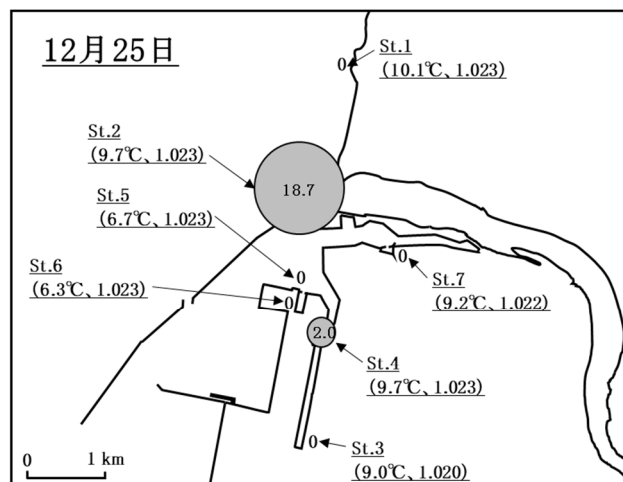 12月25日
St.1
0
(10.1℃、1.023)
St.2
(9.7℃、1.023)
18.7
St.5
(6.7℃、1.023)
0
St.6
(6.3℃、1.023)
0
0
St.7
(9.2℃、1.022)
2.0
St.4
(9.7℃、1.023)
0
St.3
(9.0℃、1.020)
0 1 km